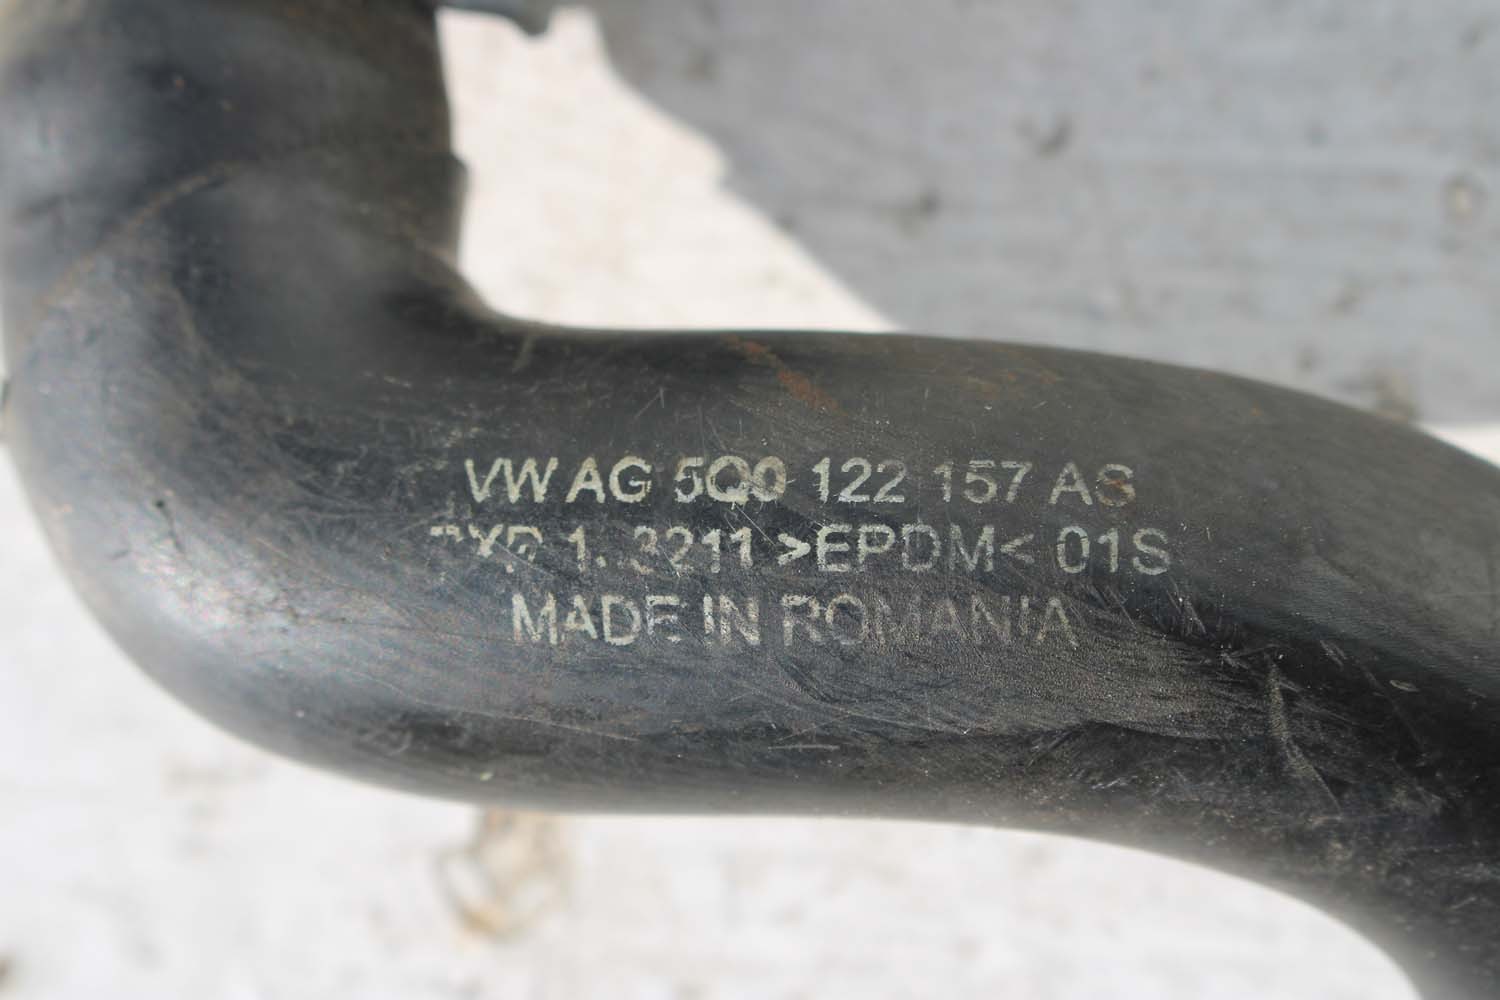 VW AG 5Q0 122 157 AS
1. 3211 >EPDM< 01S
MADE IN ROMANIA